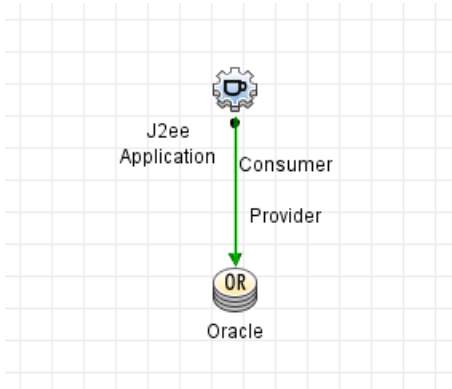 J2ee
Application
Consumer
Provider
OR
Oracle